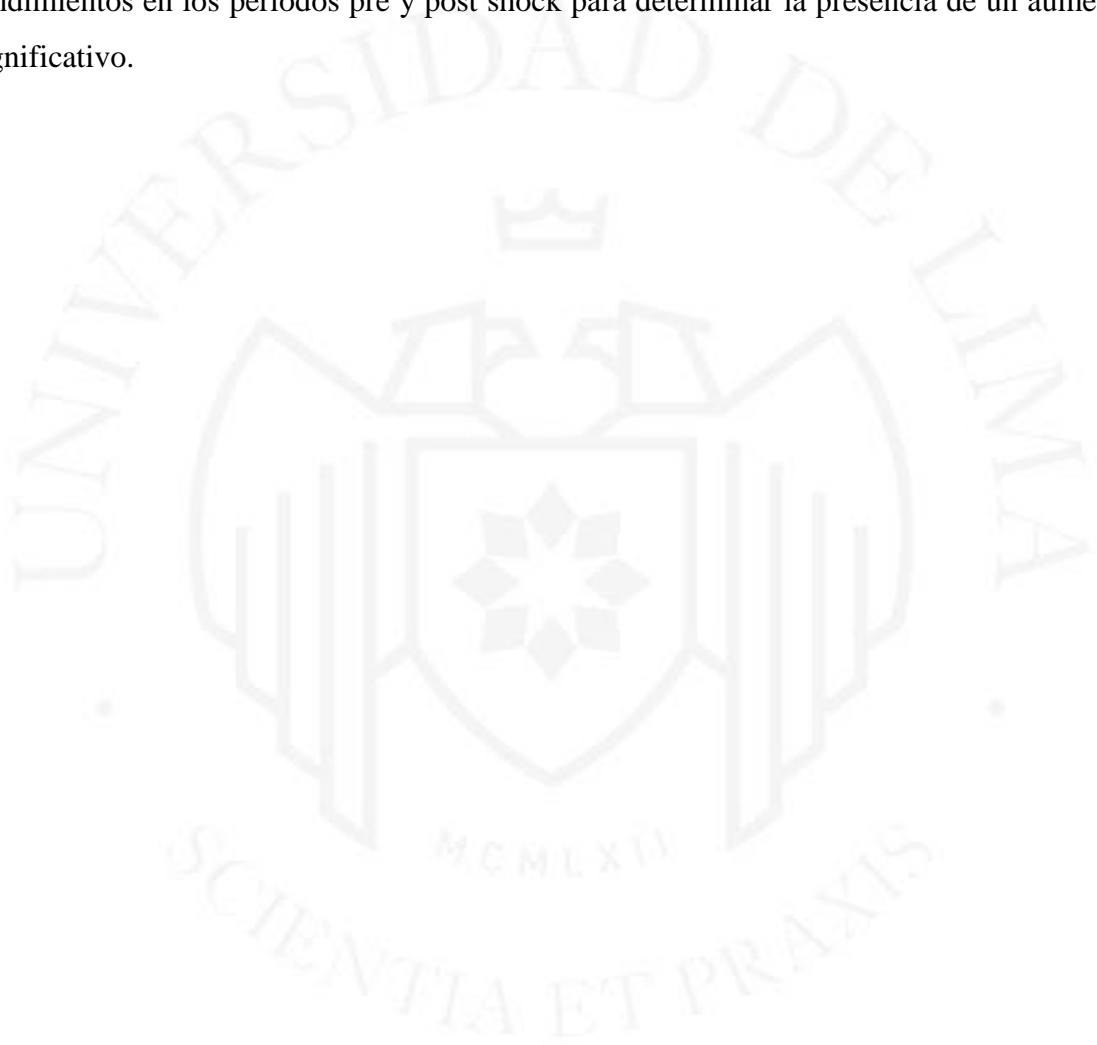 ndimientos en los periodos pre y post shock para determinar la presencia de un aume
gnificativo.
UNIVERSIDAD DE LIMA
MCMLXII
SCIENTIA ET PRAXIS